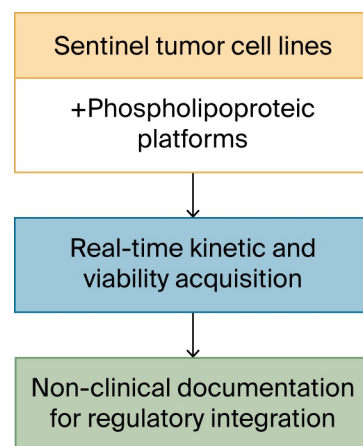 Sentinel tumor cell lines
+Phospholipoproteic
platforms
Real-time kinetic and
viability acquisition
Non-clinical documentation
for regulatory integration